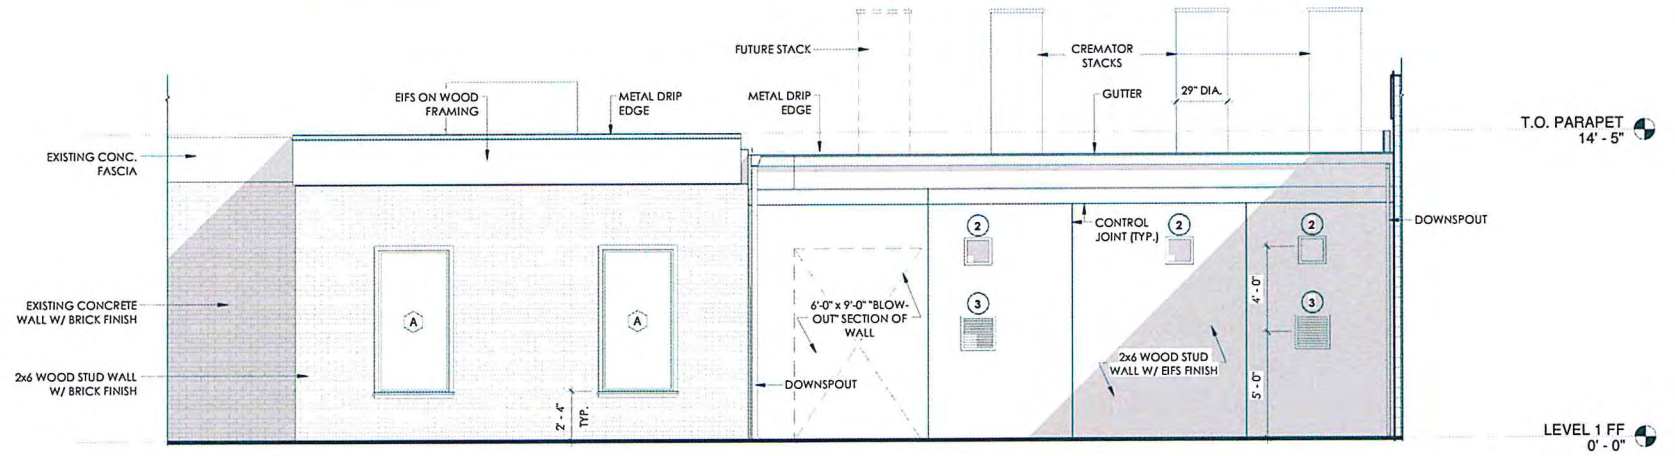 FUTURE STACK
CREMATOR
STACKS
EIFS ON WOOD
FRAMING
METAL DRIP
EDGE
METAL DRIP
EDGE
GUTTER
29" DIA.
T.O. PARAPET
14' - 5"
EXISTING CONC.
FASCIA
2
2
2
CONTROL
JOINT (TYP.)
DOWNSPOUT
4' - 0"
EXISTING CONCRETE
WALL W/ BRICK FINISH
A
A
6'-0" x 9'-0" "BLOW-
OUT" SECTION OF
WALL
3
3
2x6 WOOD STUD
WALL W/ EIFS FINISH
2x6 WOOD STUD WALL
W/ BRICK FINISH
DOWNSPOUT
5' - 0"
2' - 4"
TYP.
LEVEL 1 FF
0' - 0"